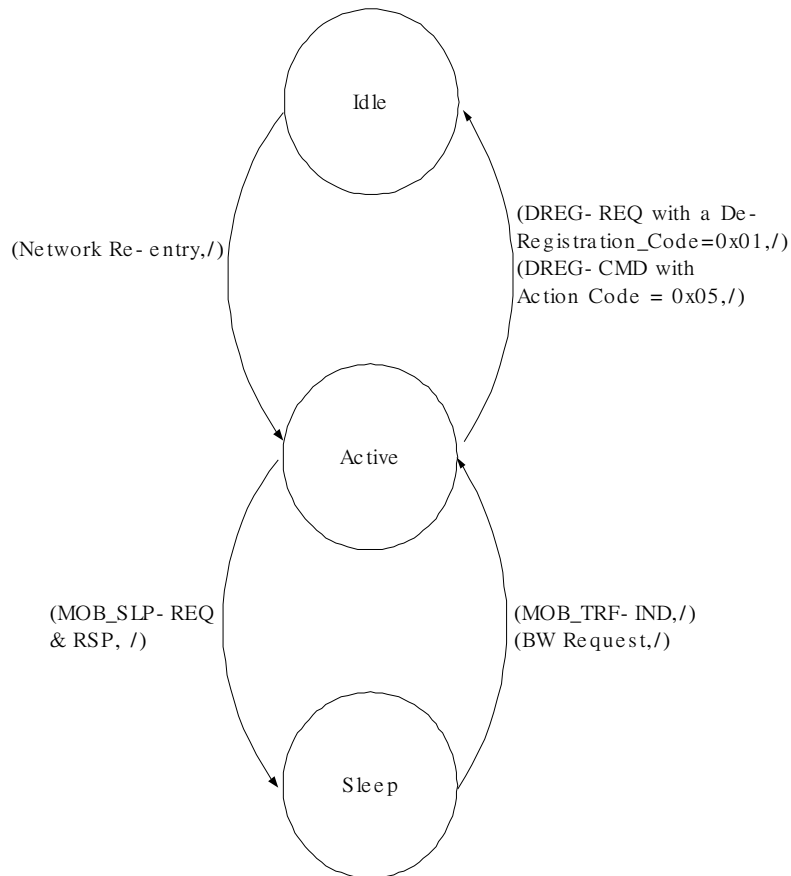 Idle
(Network Re-entry,/)
(DREG-REQ with a De-
Registration_Code=0x01,/)
(DREG-CMD with
Action Code = 0x05,/)
Active
(MOB_SLP-REQ
& RSP, /)
(MOB_TRF-IND,/)
(BW Request,/)
Sleep